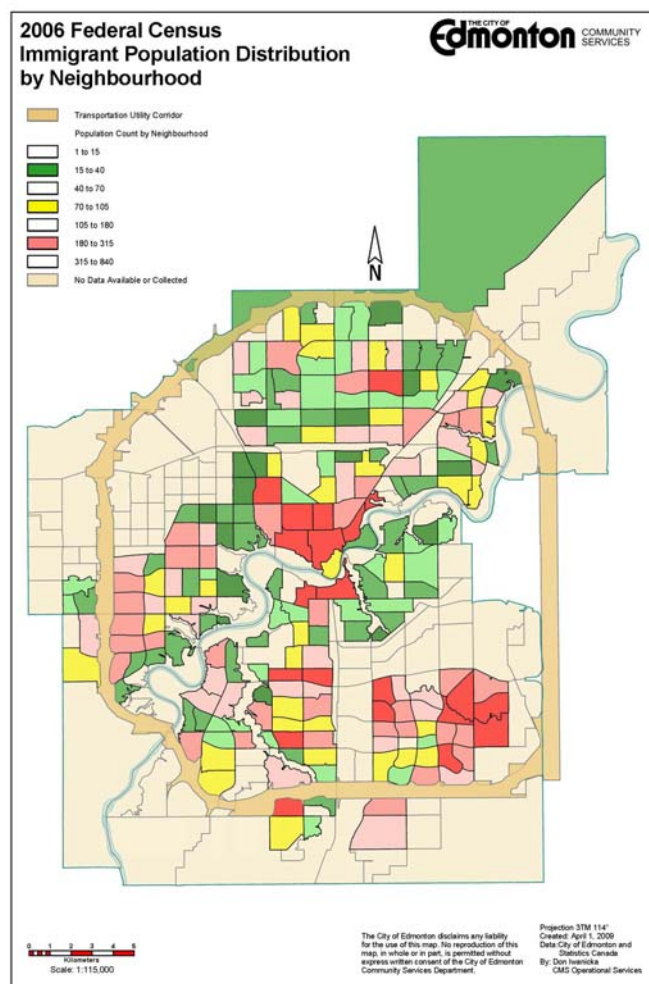 2006 Federal Census
Immigrant Population Distribution
by Neighbourhood
THE CITY OF
Edmonton
COMMUNITY
SERVICES
Transportation Utility Corridor
Population Count by Neighbourhood
1 to 15
15 to 40
40 to 70
70 to 105
105 to 180
180 to 315
315 to 840
No Data Available or Collected
N
0 1 2 3 4 5
Kilometers
Scale: 1:115,000
The City of Edmonton disclaims any liability
for the use of this map. No reproduction of this
map, in whole or in part, is permitted without
express written consent of the City of Edmonton
Community Services Department.
Projection 3TM 114°
Created: April 1, 2009
Data:City of Edmonton and
Statistics Canada
By: Don Iwanicka
CMS Operational Services